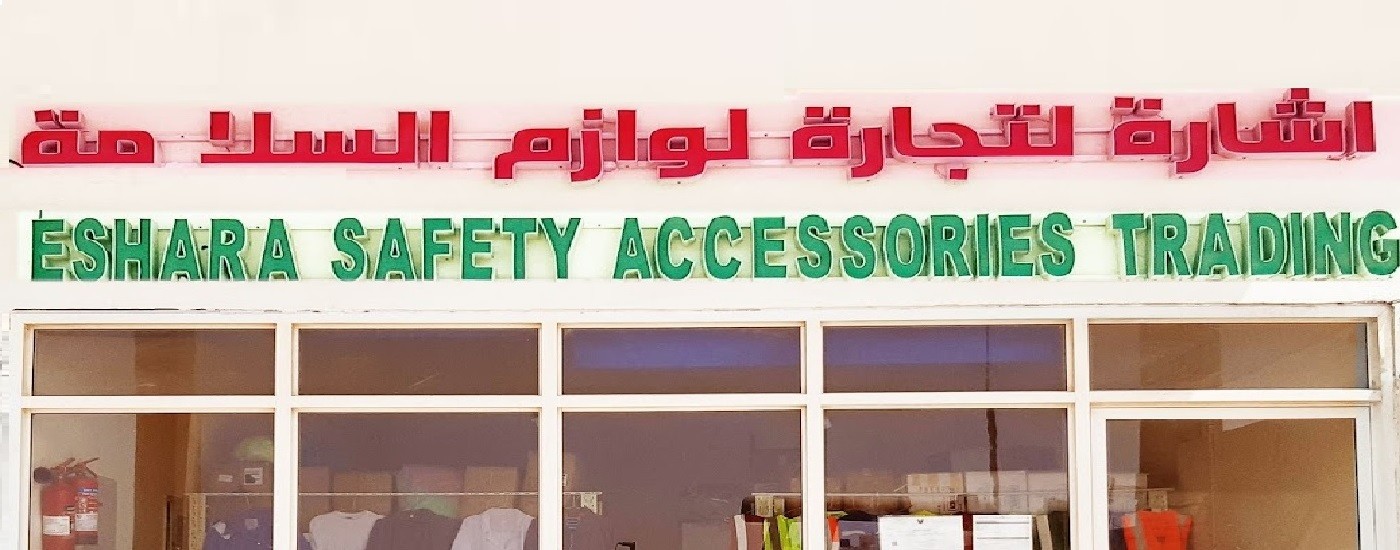 اشارة لتجارة لوازم السلامة
ESHARA SAFETY ACCESSORIES TRADING